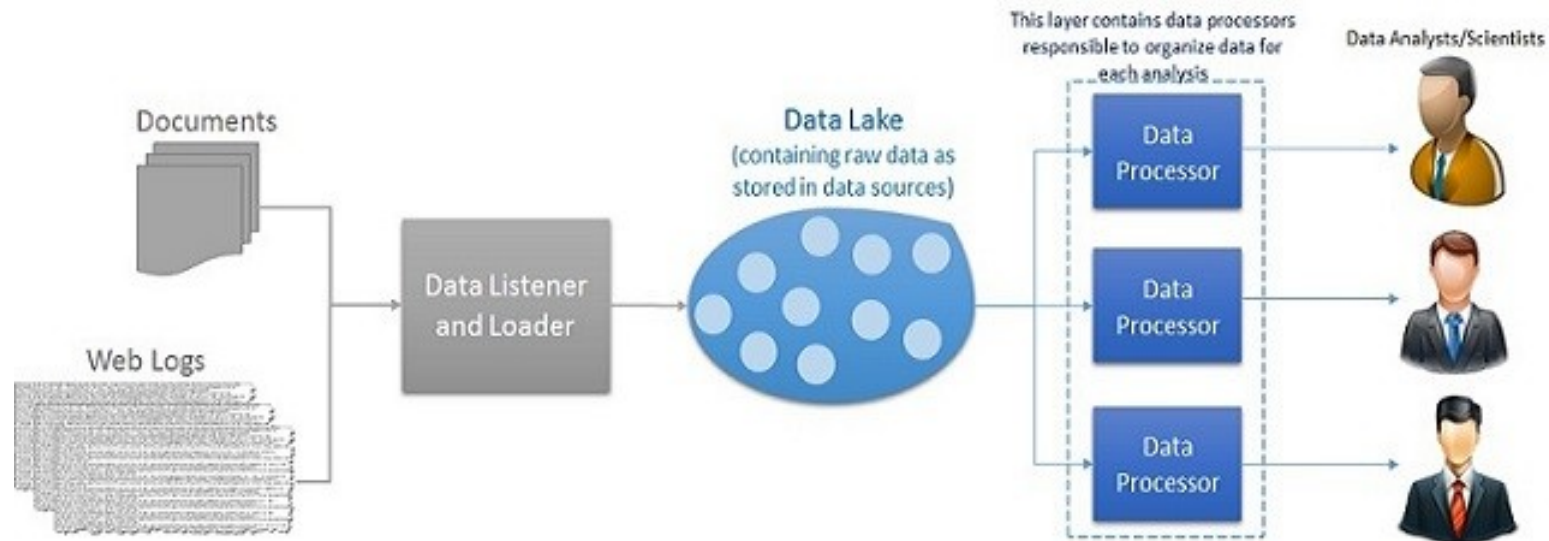 This layer contains data processors
responsible to organize data for
each analysis
Data Analysts/Scientists
Documents
Web Logs
Data Listener
and Loader
Data Lake
(containing raw data as
stored in data sources)
Data
Processor
Data
Processor
Data
Processor